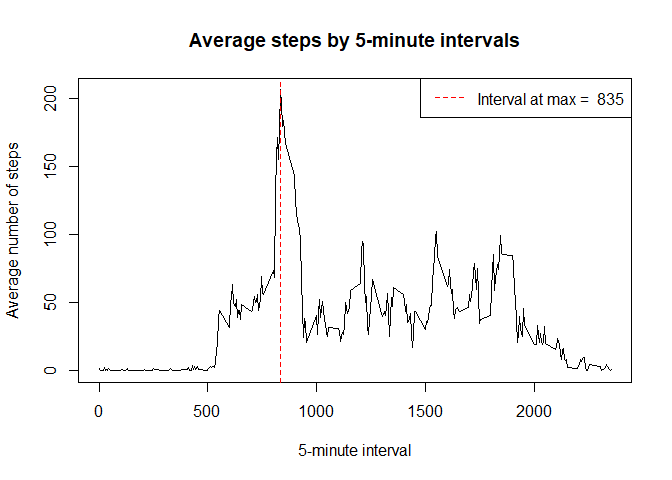 Average steps by 5-minute intervals
Interval at max =  835
Average number of steps
200
150
100
50
0
0 500 1000 1500 2000
5-minute interval